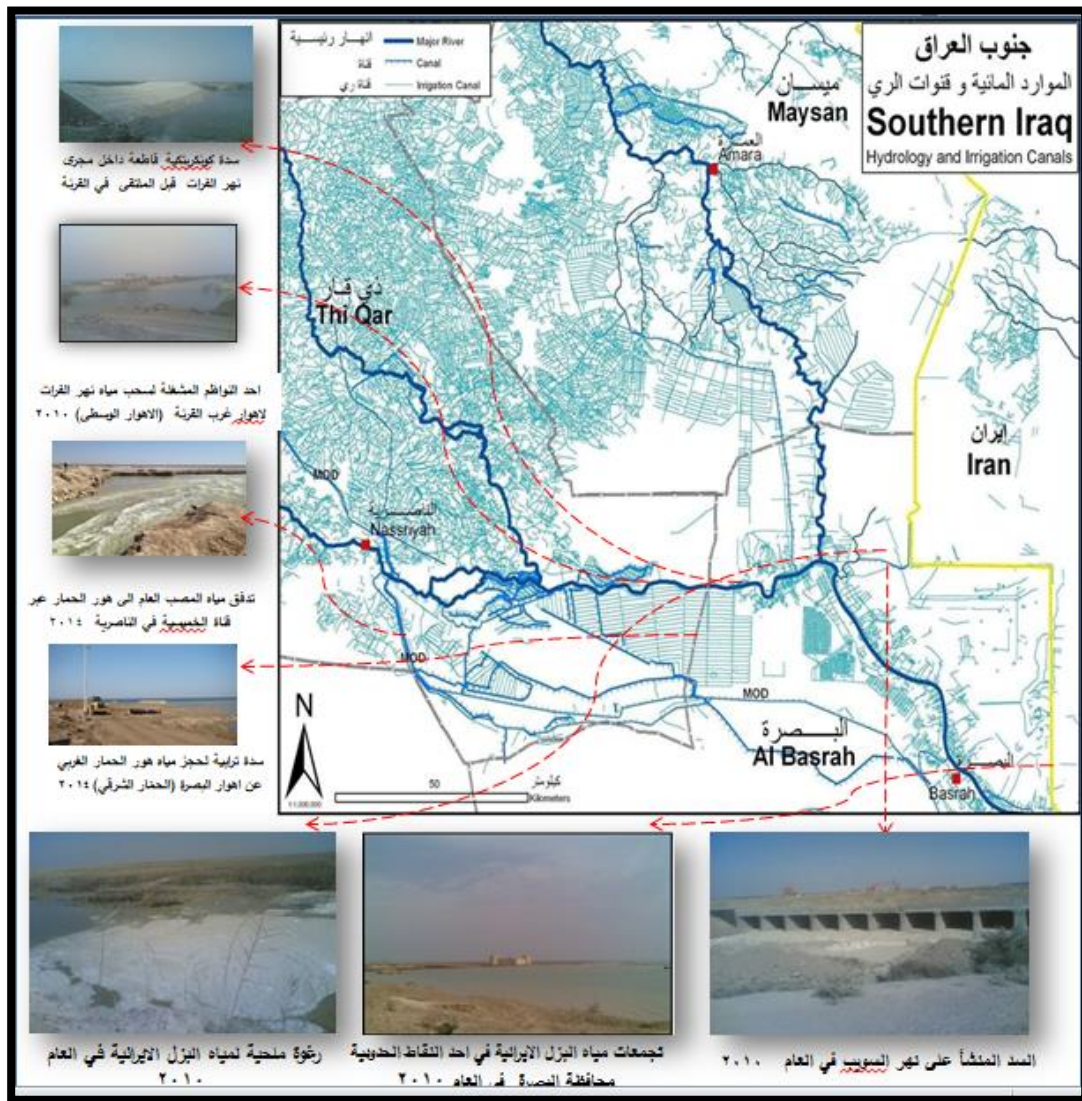 جنوب العراق
الموارد المائية و قنوات الري
Southern Iraq
Hydrology and Irrigation Canals
انهار رئيسية Major River
قناة Canal
قناة ري Irrigation Canal
ميسان
Maysan
العمارة
Amara
ذي قار
Thi Qar
إيران
Iran
MOD
الناصرية
Nassriyah
MOD
MOD
البصرة
Al Basrah
البصرة
Basrah
N
1:1,000,000
50
كيلومتر
Kilometers
سدة كونكريتية قاطعة داخل مجرى
نهر الفرات قبل الملتقى في القرنة
احد النواظم المشغلة لسحب مياه نهر الفرات
لاهوار غرب القرنة (الاهوار الوسطى) ٢٠١٠
تدفق مياه المصب العام الى هور الحمار عبر
قناة الخميسية في الناصرية ٢٠١٤
سدة ترابية لحجز مياه هور الحمار الغربي
عن اهوار البصرة (الحمار الشرقي) ٢٠١٤
رغوة ملحية لمياه البزل الايرانية في العام
٢٠١٠
تجمعات مياه البزل الايرانية في احد النقاط الحدودية
محافظة البصرة في العام ٢٠١٠
السد المنشأ على نهر السويب في العام ٢٠١٠